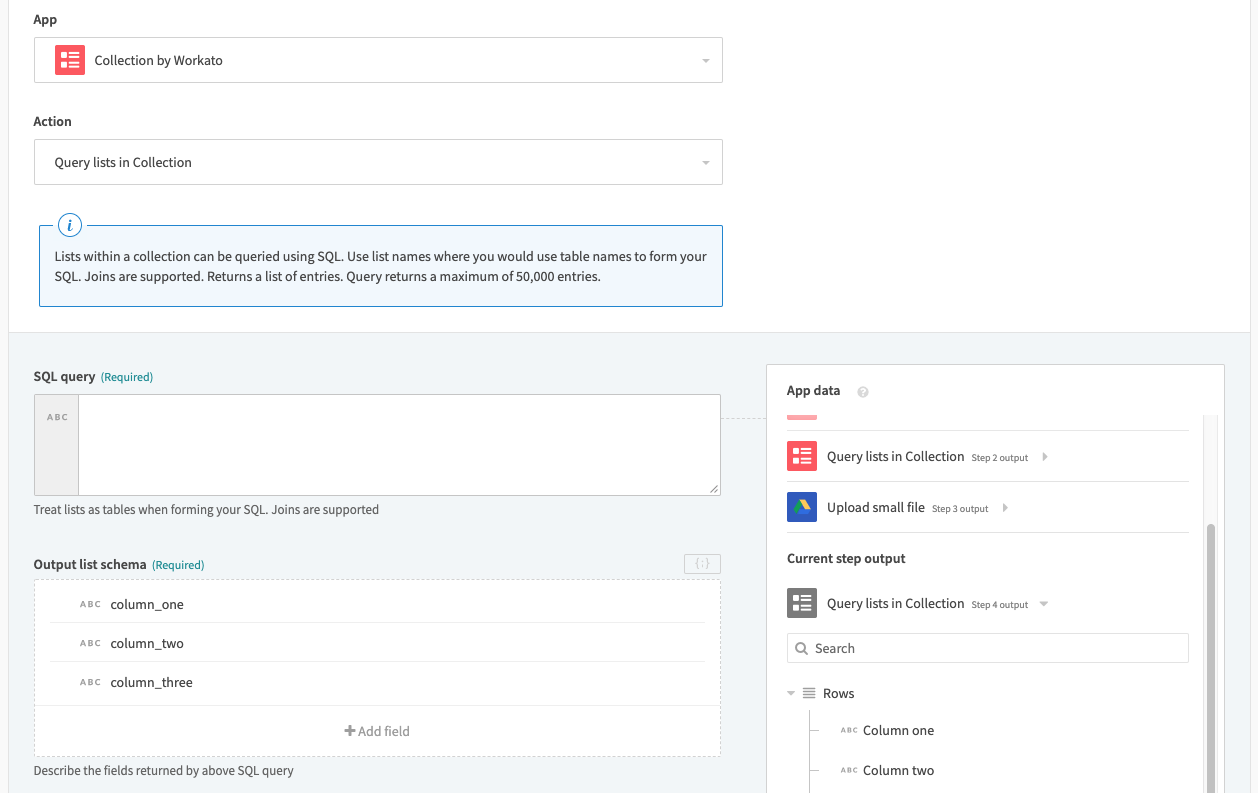 App
Collection by Workato
Action
Query lists in Collection
i
Lists within a collection can be queried using SQL. Use list names where you would use table names to form your
SQL. Joins are supported. Returns a list of entries. Query returns a maximum of 50,000 entries.
SQL query (Required)
ABC
Treat lists as tables when forming your SQL. Joins are supported
Output list schema (Required)
{;}
ABC column_one
ABC column_two
ABC column_three
+Add field
Describe the fields returned by above SQL query
App data ?
Query lists in Collection Step 2 output
Upload small file Step 3 output
Current step output
Query lists in Collection Step 4 output
Search
Rows
ABC Column one
ABC Column two